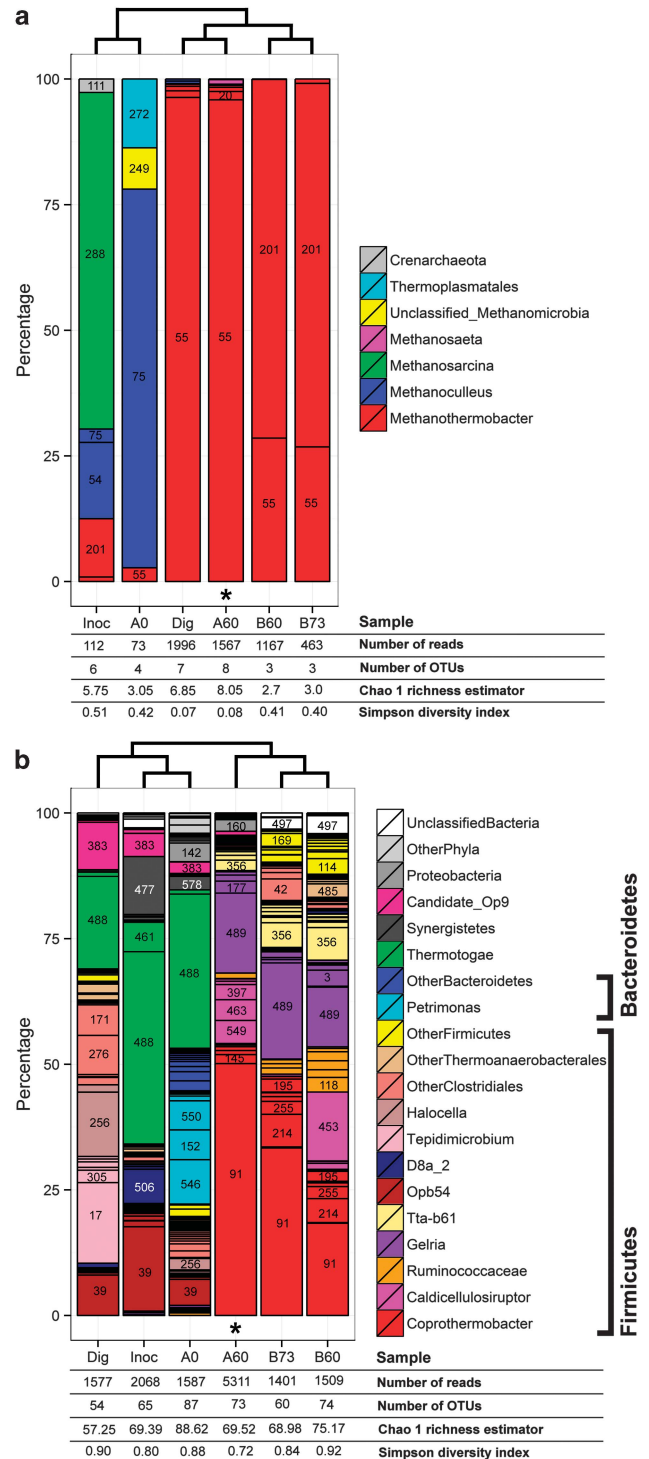 a
100
75
50
25
0
Percentage
111
288
75
54
201
272
249
75
55
55
20
55
201
55
201
55
Crenarchaeota
Thermoplasmatales
Unclassified_Methanomicrobia
Methanosaeta
Methanosarcina
Methanoculleus
Methanothermobacter
*
Inoc A0 Dig A60 B60 B73 Sample
112 73 1996 1567 1167 463 Number of reads
6 4 7 8 3 3 Number of OTUs
5.75 3.05 6.85 8.05 2.7 3.0 Chao 1 richness estimator
0.51 0.42 0.07 0.08 0.41 0.40 Simpson diversity index
b
100
75
50
25
0
Percentage
383
488
171
276
256
305
17
39
383
477
461
488
506
39
142
383
578
488
550
152
546
256
39
160
356
177
489
397
463
549
145
91
497
169
42
356
489
195
255
214
91
497
114
485
356
3
489
118
453
195
255
214
91
UnclassifiedBacteria
OtherPhyla
Proteobacteria
Candidate_Op9
Synergistetes
Thermotogae
OtherBacteroidetes
Petrimonas
OtherFirmicutes
OtherThermoanaerobacterales
OtherClostridiales
Halocella
Tepidimicrobium
D8a_2
Opb54
Tta-b61
Gelria
Ruminococcaceae
Caldicellulosiruptor
Coprothermobacter
Bacteroidetes
Firmicutes
*
Dig Inoc A0 A60 B73 B60 Sample
1577 2068 1587 5311 1401 1509 Number of reads
54 65 87 73 60 74 Number of OTUs
57.25 69.39 88.62 69.52 68.98 75.17 Chao 1 richness estimator
0.90 0.80 0.88 0.72 0.84 0.92 Simpson diversity index